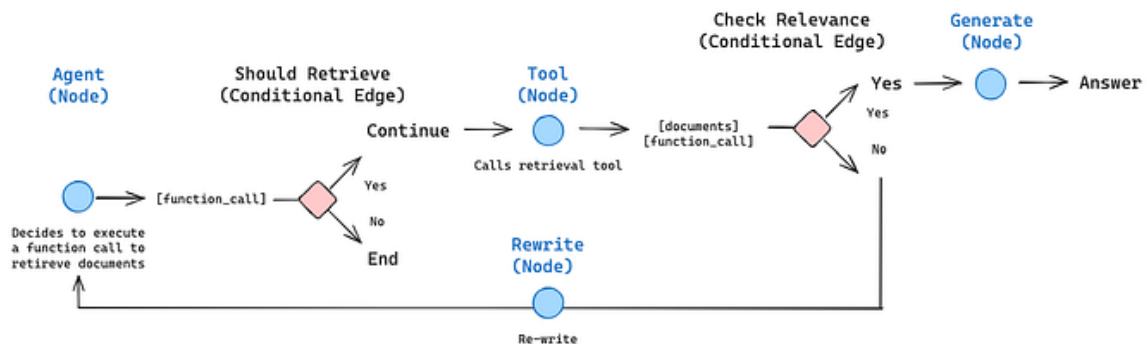 Agent
(Node)
Should Retrieve
(Conditional Edge)
Tool
(Node)
Check Relevance
(Conditional Edge)
Generate
(Node)
Continue
Calls retrieval tool
[documents]
[function_call]
Yes
Yes
No
Answer
[function_call]
Yes
No
End
Decides to execute
a function call to
retireve documents
Rewrite
(Node)
Re-write